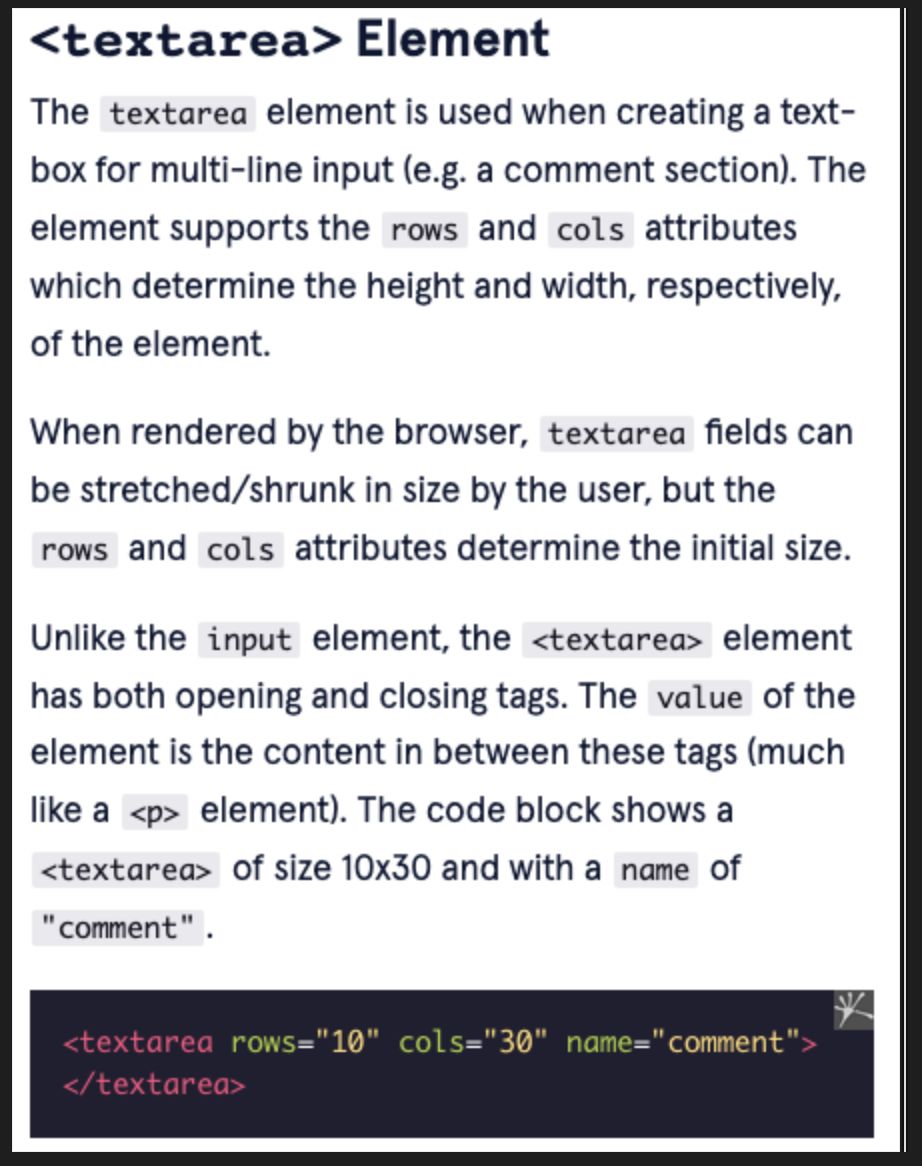 <textarea> Element
The textarea element is used when creating a text-
box for multi-line input (e.g. a comment section). The
element supports the rows and cols attributes
which determine the height and width, respectively,
of the element.
When rendered by the browser, textarea fields can
be stretched/shrunk in size by the user, but the
rows and cols attributes determine the initial size.
Unlike the input element, the <textarea> element
has both opening and closing tags. The value of the
element is the content in between these tags (much
like a <p> element). The code block shows a
<textarea> of size 10x30 and with a name of
"comment".
<textarea rows="10" cols="30" name="comment">
</textarea>